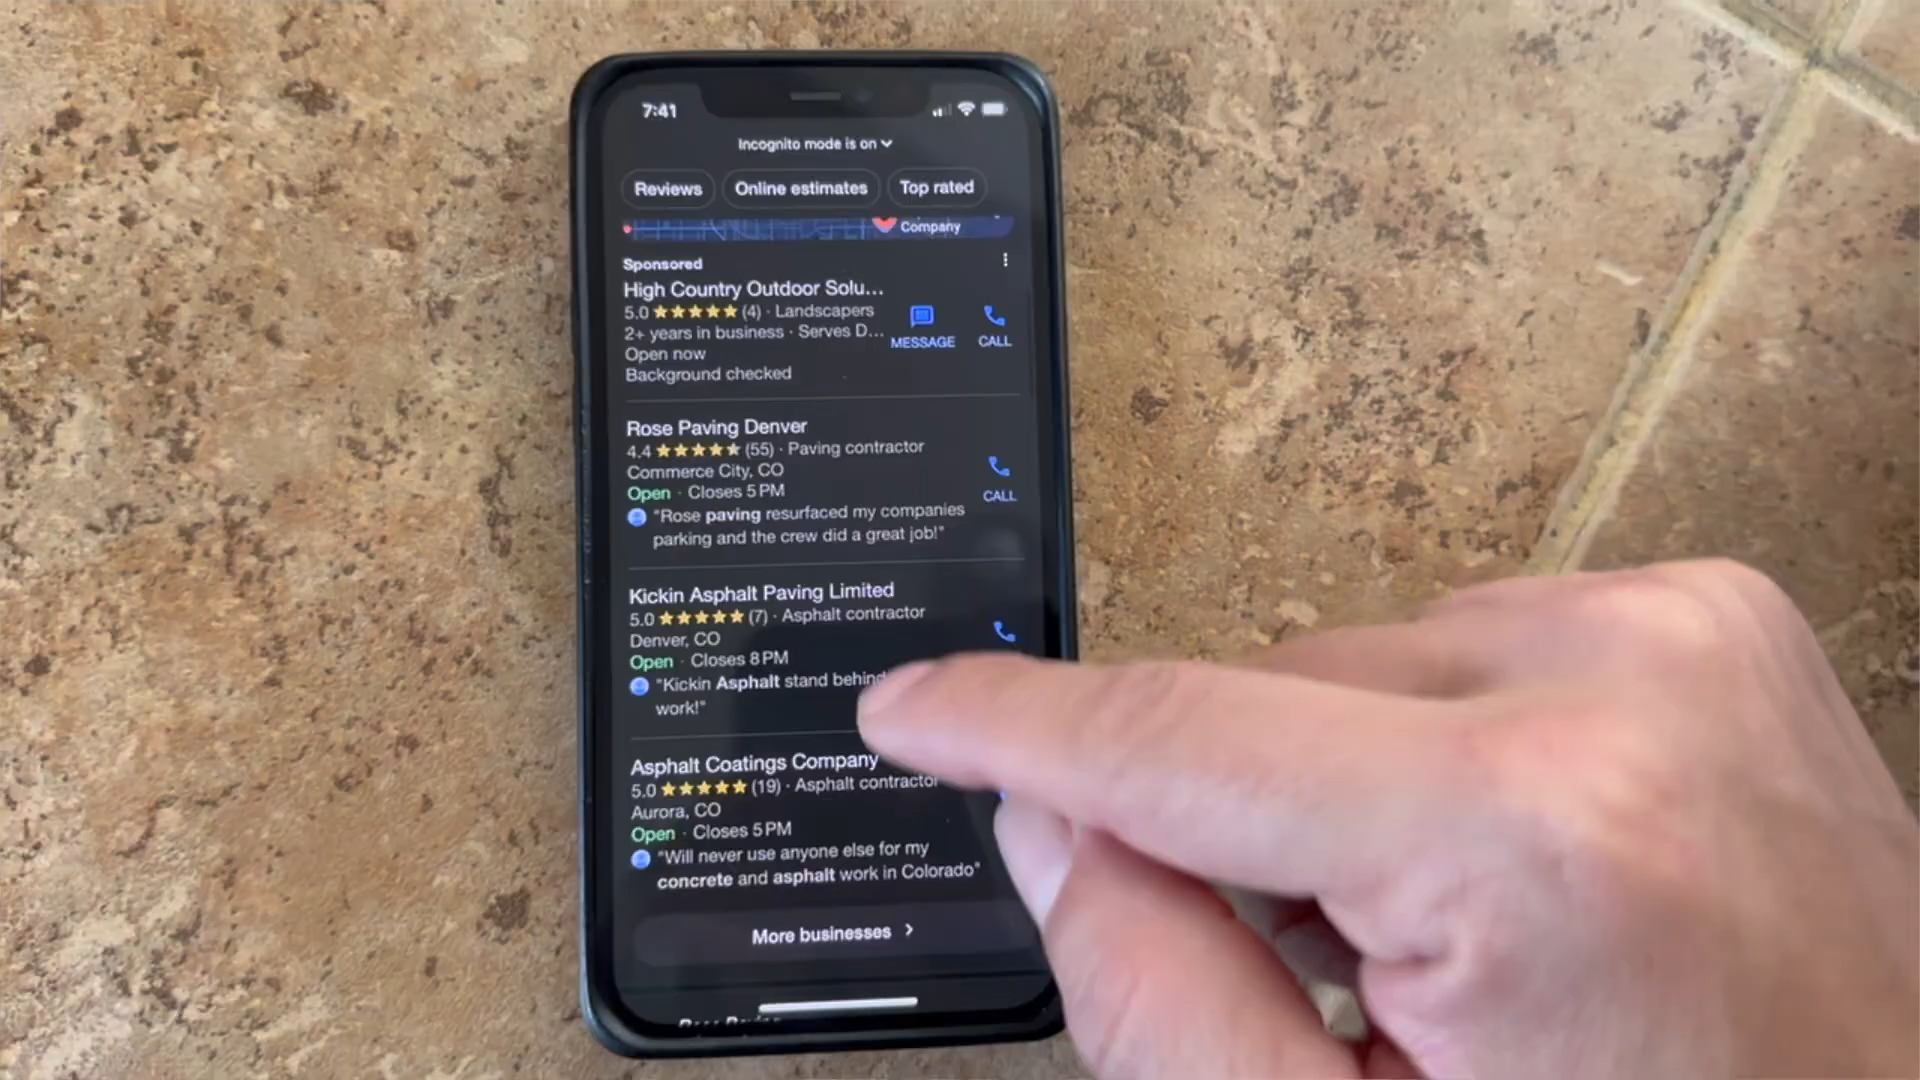 7:41
Incognito mode is on
Reviews
Online estimates
Top rated
Company
Sponsored
High Country Outdoor Solu...
5.0 (4) · Landscapers
2+ years in business · Serves D...
Open now
Background checked
MESSAGE
CALL
Rose Paving Denver
4.4 (55) · Paving contractor
Commerce City, CO
Open · Closes 5 PM
CALL
"Rose paving resurfaced my companies
parking and the crew did a great job!"
Kickin Asphalt Paving Limited
5.0 (7) · Asphalt contractor
Denver, CO
Open · Closes 8 PM
"Kickin Asphalt stand behind
work!"
Asphalt Coatings Company
5.0 (19) · Asphalt contractor
Aurora, CO
Open · Closes 5 PM
"Will never use anyone else for my
concrete and asphalt work in Colorado"
More businesses